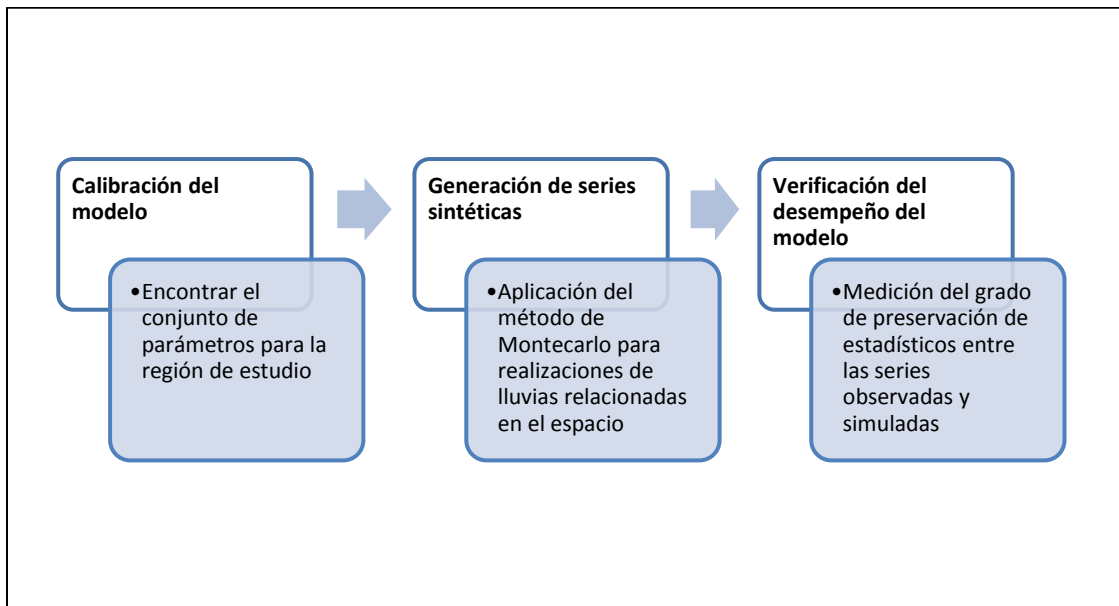 Calibración del
modelo
•Encontrar el
conjunto de
parámetros para la
región de estudio
Generación de series
sintéticas
•Aplicación del
método de
Montecarlo para
realizaciones de
lluvias relacionadas
en el espacio
Verificación del
desempeño del
modelo
•Medición del grado
de preservación de
estadísticos entre
las series
observadas y
simuladas